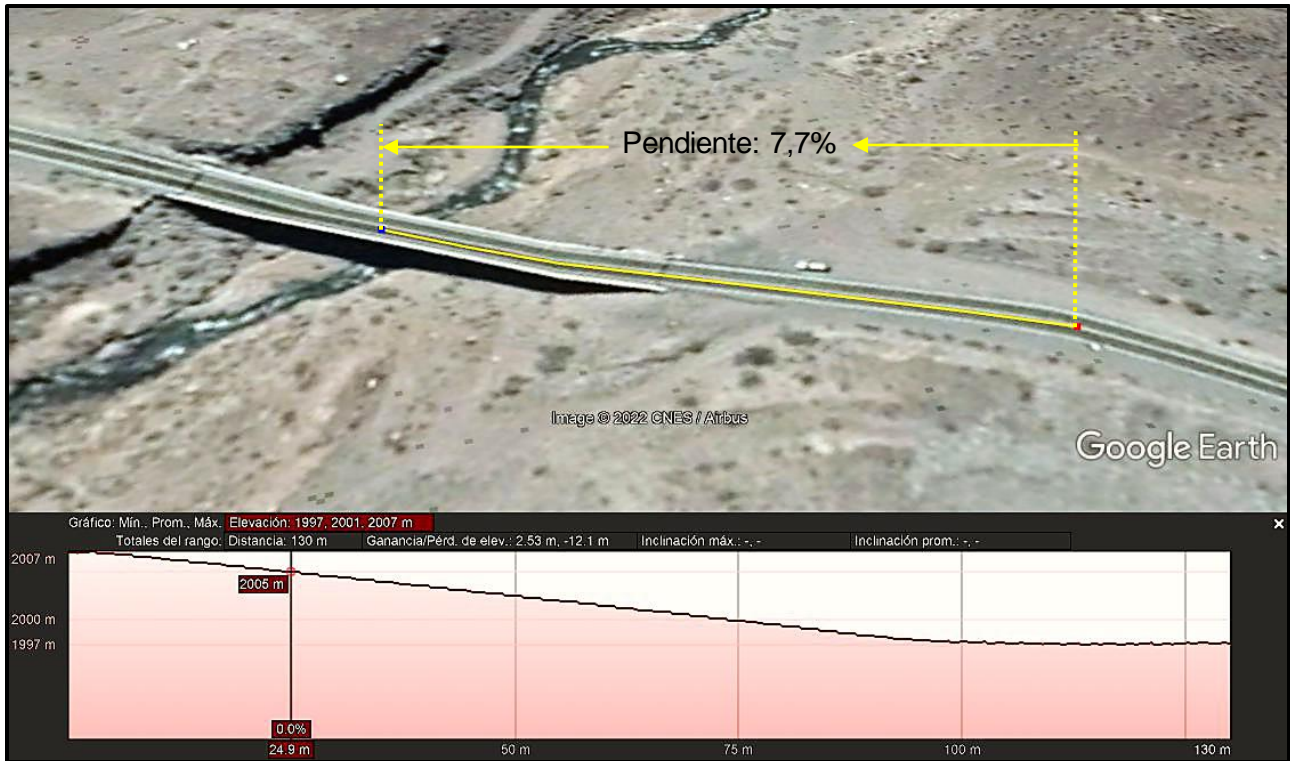 Pendiente: 7,7%
Image © 2022 CNES / Airbus
Google Earth
Gráfico: Mín., Prom., Máx. Elevación: 1997, 2001, 2007 m
Totales del rango: Distancia: 130 m Ganancia/Pérd. de elev.: 2.53 m, -12.1 m Inclinación máx.: -, - Inclinación prom.: -, -
2007 m
2005 m
2000 m
1997 m
0.0%
24.9 m 50 m 75 m 100 m 130 m